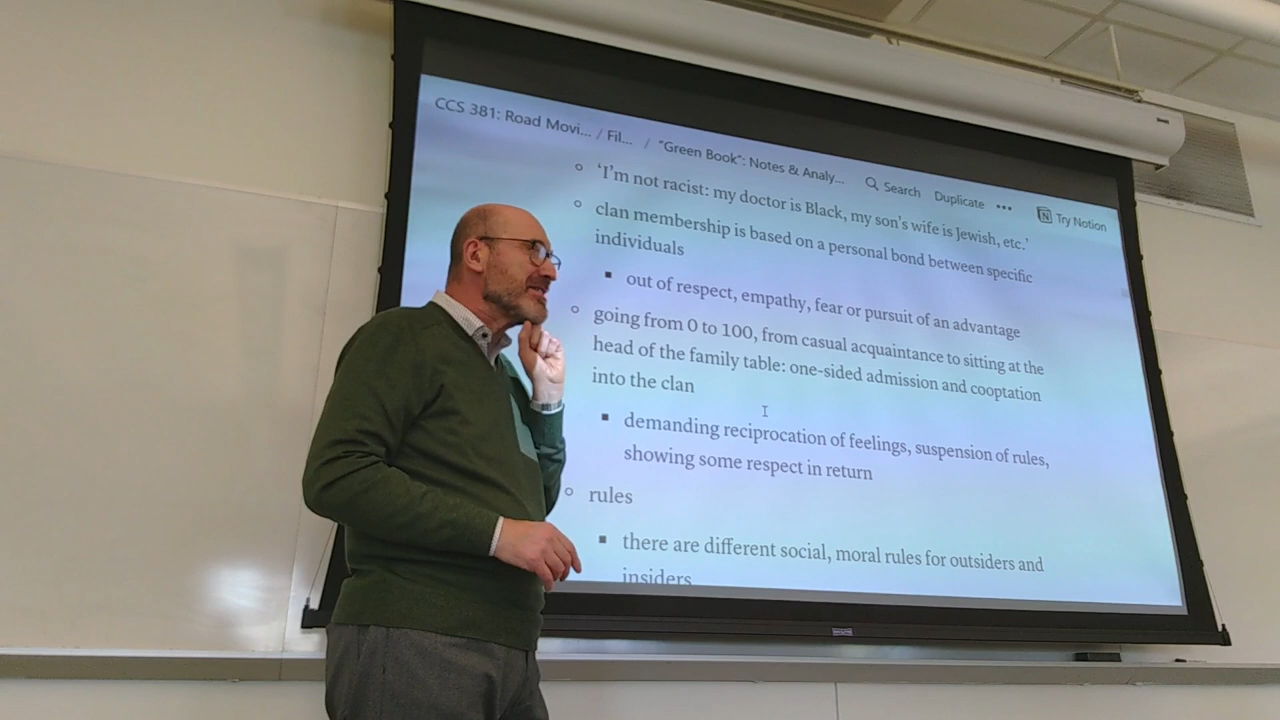 CCS 381: Road Movi... / Fil... / "Green Book": Notes & Analy... Search Duplicate ••• Try Notion
'I'm not racist: my doctor is Black, my son's wife is Jewish, etc.'
clan membership is based on a personal bond between specific
individuals
out of respect, empathy, fear or pursuit of an advantage
going from 0 to 100, from casual acquaintance to sitting at the
head of the family table: one-sided admission and cooptation
into the clan
demanding reciprocation of feelings, suspension of rules,
showing some respect in return
rules
there are different social, moral rules for outsiders and
insiders